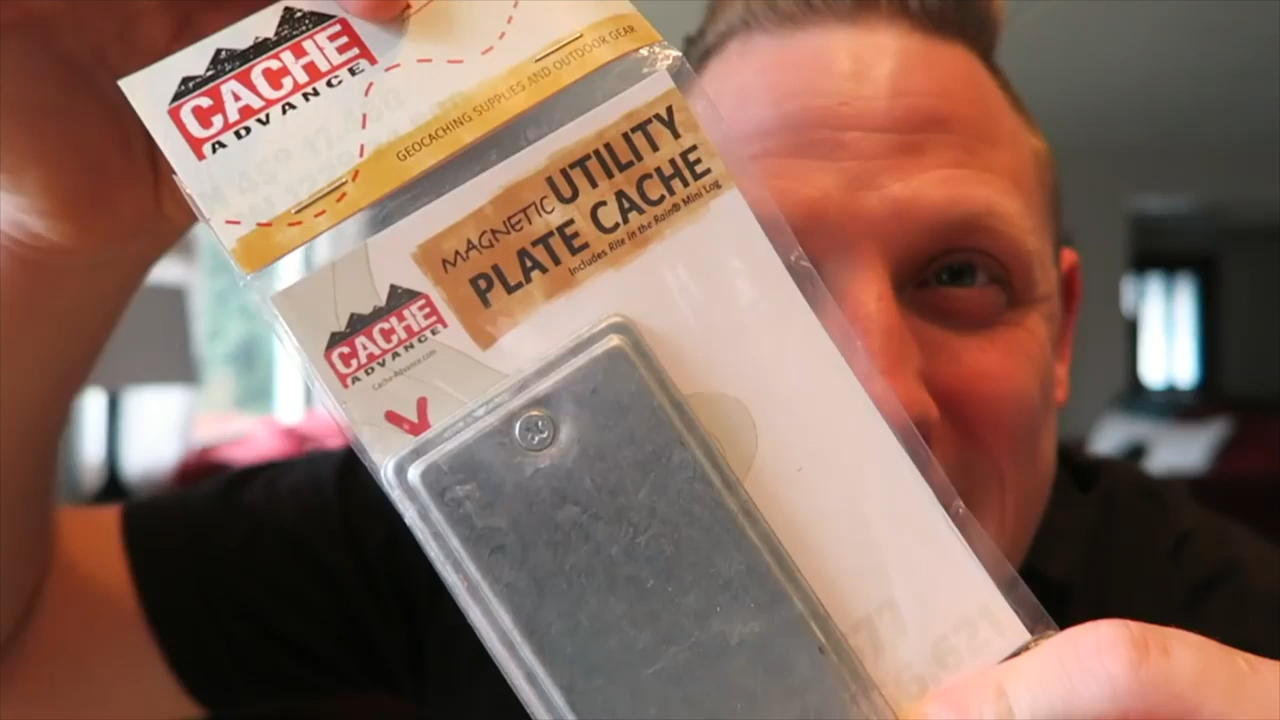 CACHE
ADVANCE
GEOCACHING SUPPLIES AND OUTDOOR GEAR
MAGNETIC UTILITY
PLATE CACHE
Includes Rite in the Rain® Mini Log
CACHE
ADVANCE
Cache-Advance.com